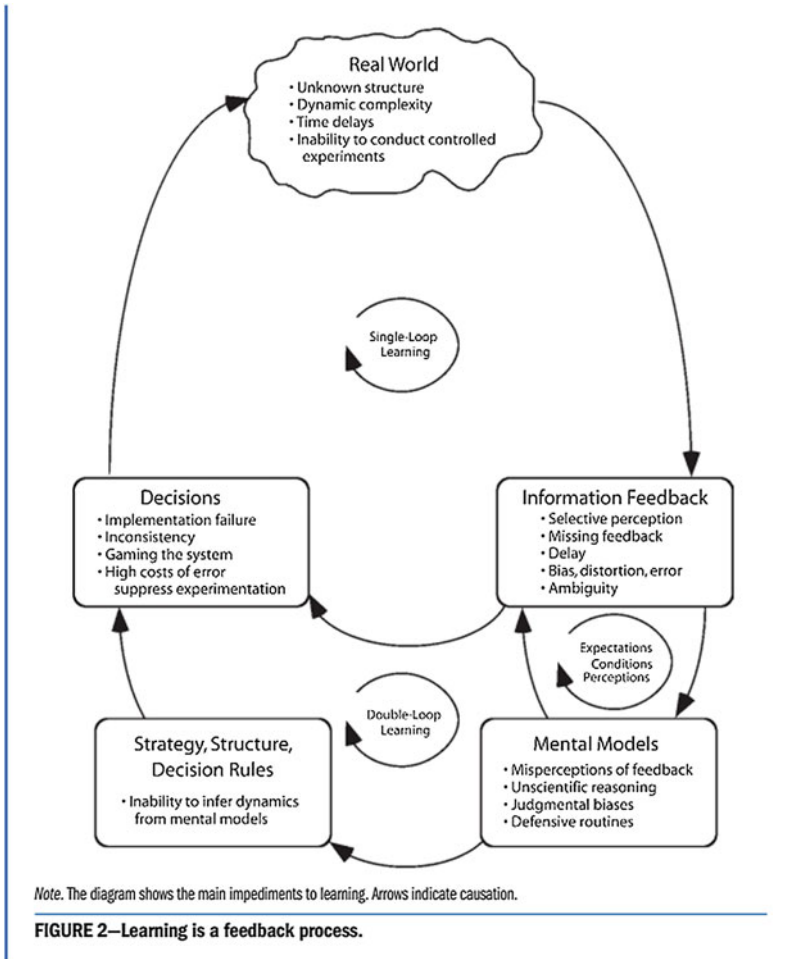 Real World
• Unknown structure
• Dynamic complexity
• Time delays
• Inability to conduct controlled
experiments
Single-Loop
Learning
Decisions
• Implementation failure
• Inconsistency
• Gaming the system
• High costs of error
suppress experimentation
Information Feedback
• Selective perception
• Missing feedback
• Delay
• Bias, distortion, error
• Ambiguity
Expectations
Conditions
Perceptions
Double-Loop
Learning
Strategy, Structure,
Decision Rules
• Inability to infer dynamics
from mental models
Mental Models
• Misperceptions of feedback
• Unscientific reasoning
• Judgmental biases
• Defensive routines
Note. The diagram shows the main impediments to learning. Arrows indicate causation.
FIGURE 2—Learning is a feedback process.